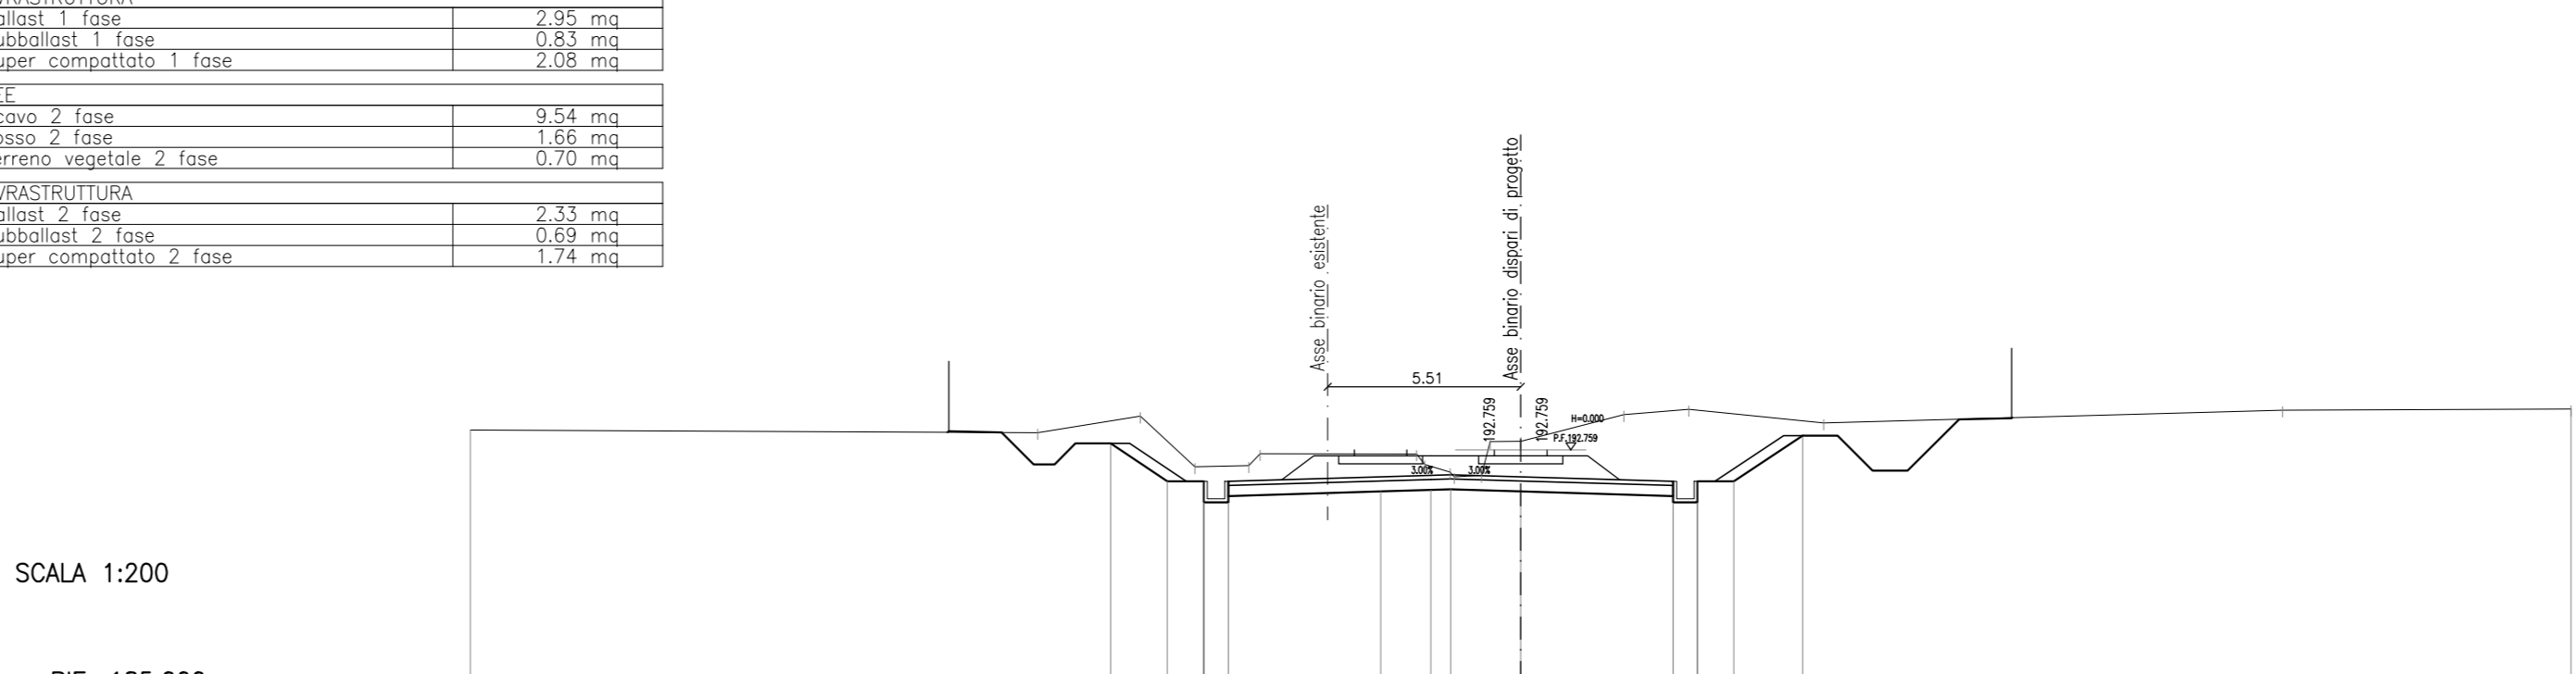 VRASTRUTTURA
allast 1 fase 2.95 mq
ubballast 1 fase 0.83 mq
uper compattato 1 fase 2.08 mq
EE
cavo 2 fase 9.54 mq
osso 2 fase 1.66 mq
erreno vegetale 2 fase 0.70 mq
VRASTRUTTURA
allast 2 fase 2.33 mq
ubballast 2 fase 0.69 mq
uper compattato 2 fase 1.74 mq
Asse binario esistente
Asse binario dispari di progetto
5.51
192.759
192.759
H=0.000
P.F.192.759
3.00%
3.00%
SCALA 1:200